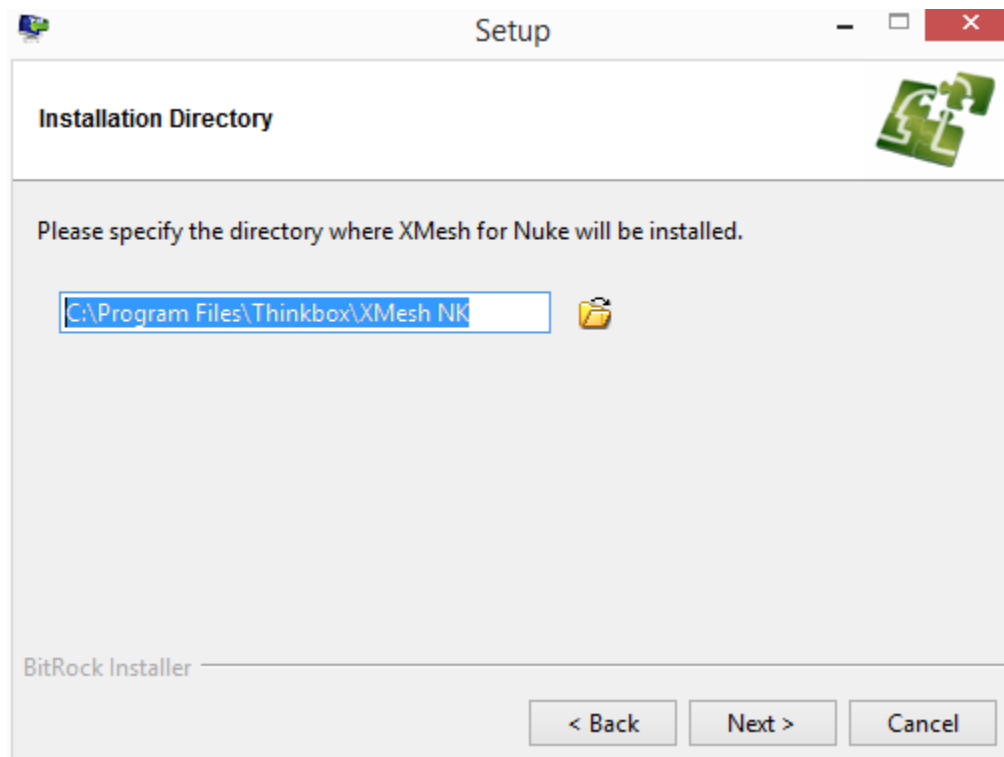 Setup
Installation Directory
Please specify the directory where XMesh for Nuke will be installed.
C:\Program Files\Thinkbox\XMesh NK
BitRock Installer
< Back Next > Cancel